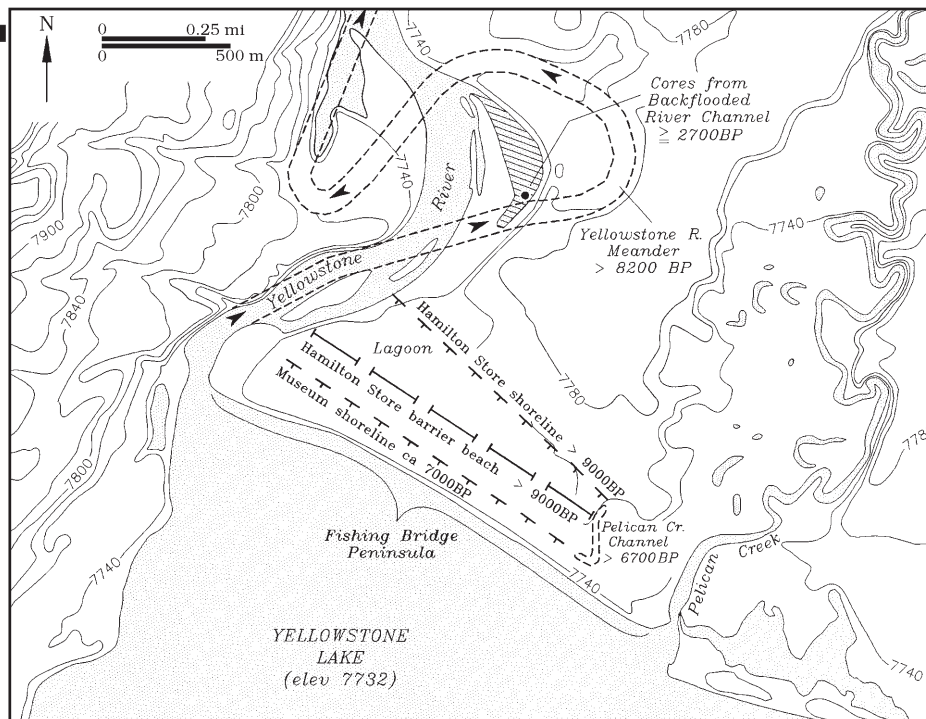 N
0 0.25 mi
0 500 m
7740
7780
Cores from
Backflooded
River Channel
≧ 2700BP
7740
River
7800
7900
7740
Yellowstone R.
Meander
> 8200 BP
Yellowstone
7840
Hamilton Store shoreline > 9000BP
Lagoon
Hamilton Store barrier beach > 9000BP
Museum shoreline ca 7000BP
7780
7800
Pelican Cr.
Channel
> 6700BP
Fishing Bridge
Peninsula
Pelican Creek
7740
7740
YELLOWSTONE
LAKE
(elev 7732)
7740